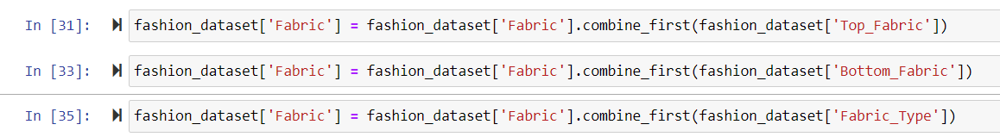 In [31]: fashion_dataset['Fabric'] = fashion_dataset['Fabric'].combine_first(fashion_dataset['Top_Fabric'])
In [33]: fashion_dataset['Fabric'] = fashion_dataset['Fabric'].combine_first(fashion_dataset['Bottom_Fabric'])
In [35]: fashion_dataset['Fabric'] = fashion_dataset['Fabric'].combine_first(fashion_dataset['Fabric_Type'])